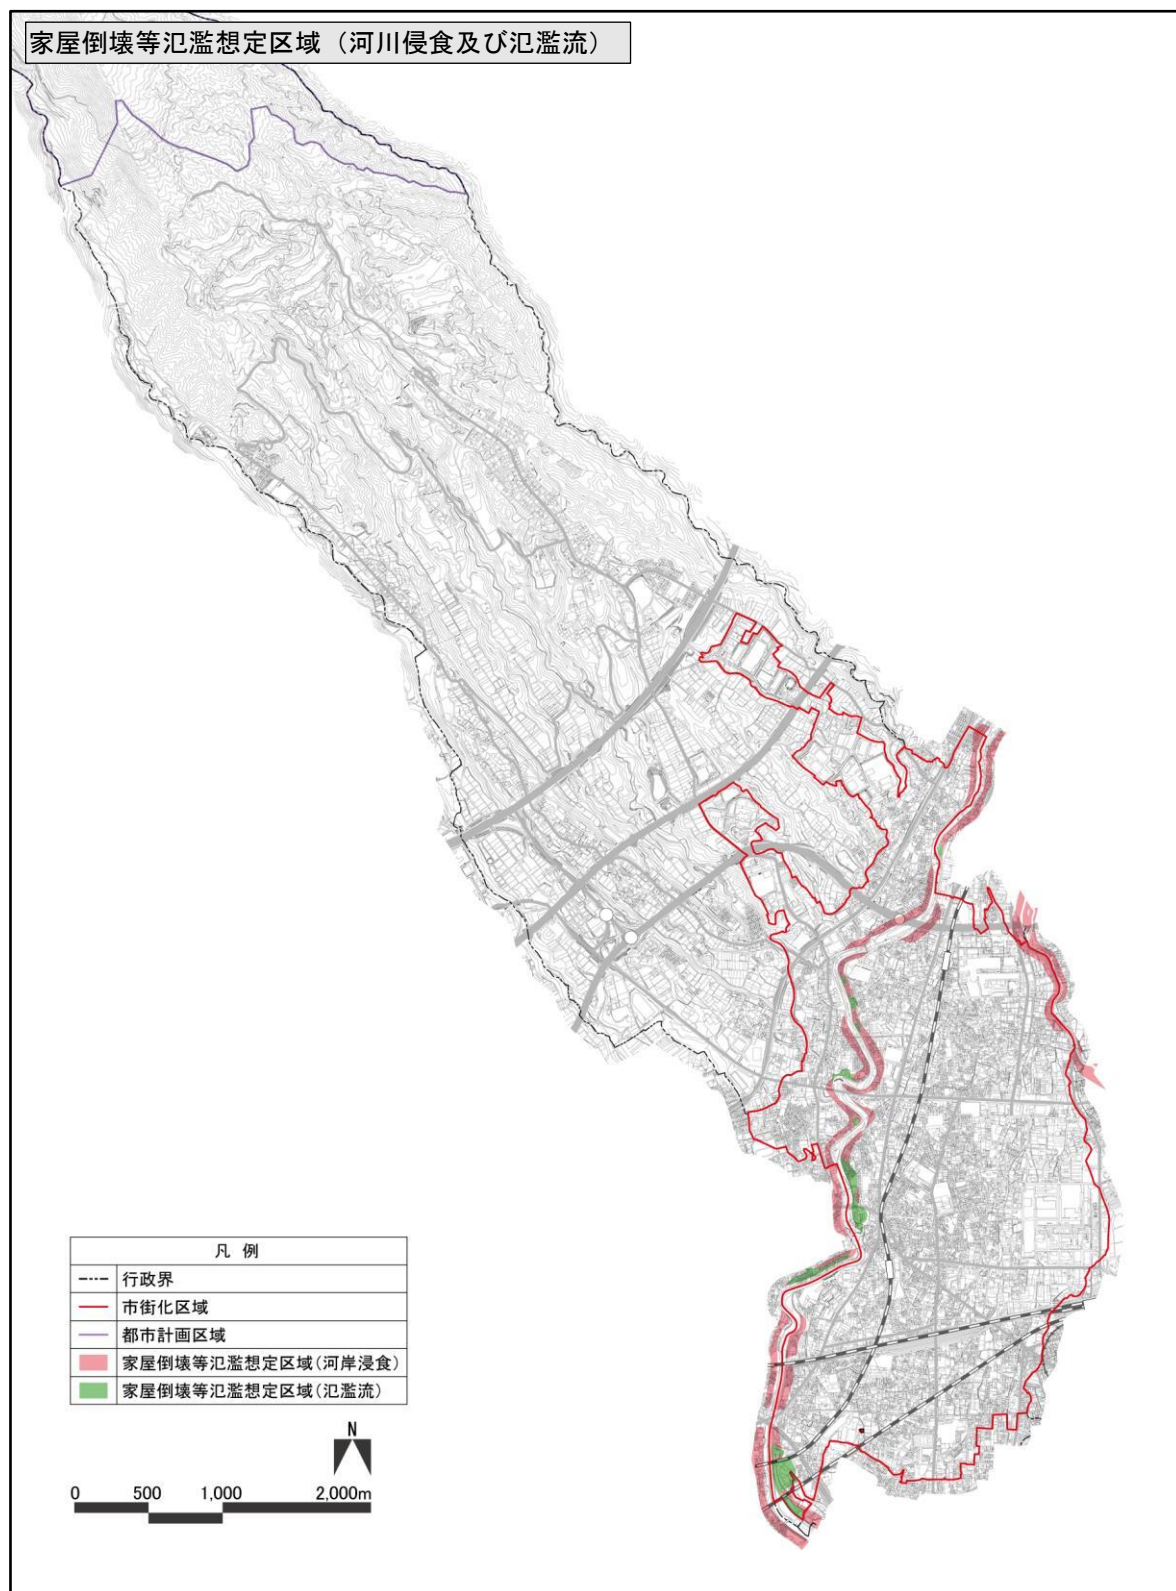 家屋倒壊等氾濫想定区域（河川侵食及び氾濫流）
凡 例
行政界
市街化区域
都市計画区域
家屋倒壊等氾濫想定区域(河岸浸食)
家屋倒壊等氾濫想定区域(氾濫流)
N
0 500 1,000 2,000m